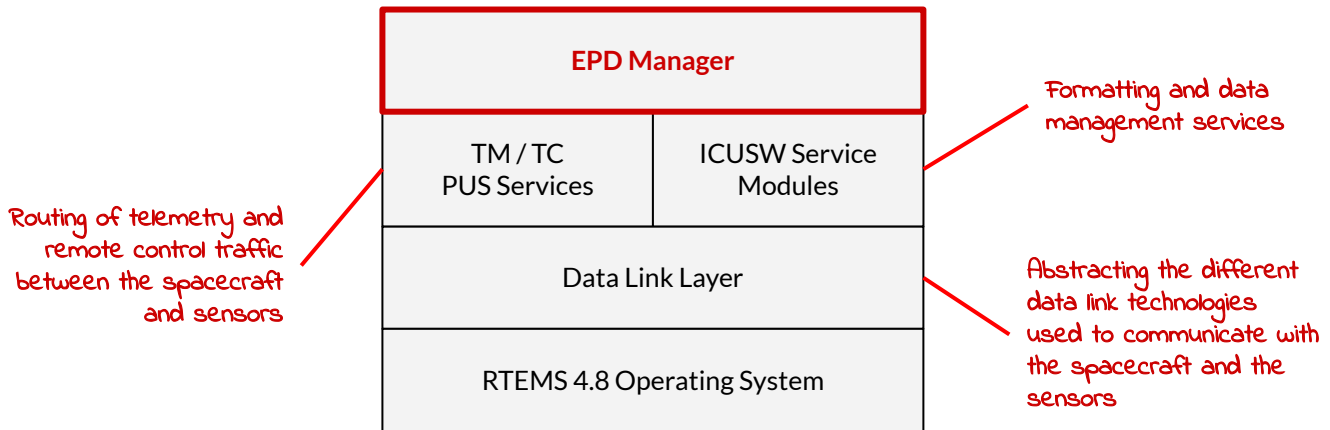 EPD Manager
TM / TC
PUS Services
ICUSW Service
Modules
Data Link Layer
RTEMS 4.8 Operating System
Routing of telemetry and
remote control traffic
between the spacecraft
and sensors
Formatting and data
management services
Abstracting the different
data link technologies
used to communicate with
the spacecraft and the
sensors